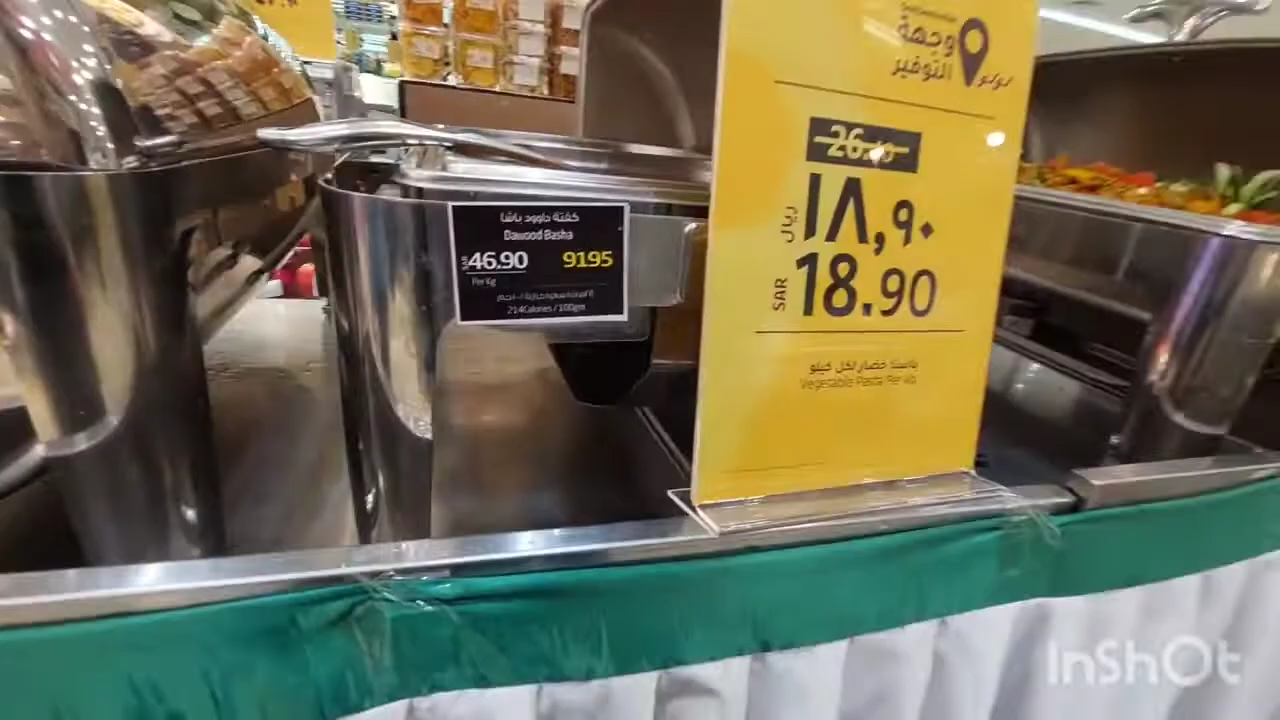 وجهة
التوفير
لولو
26.90
ريال ١٨,٩٠
SAR 18.90
باستا خضار لكل كيلو
Vegetable Pasta Per KG
كفتة داوود باشا
Dawood Basha
SAR 46.90 9195
Per Kg
214Calories / 100gm
InShOt